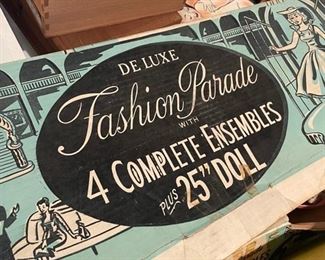 DE LUXE
Fashion Parade
WITH
4 COMPLETE ENSEMBLES
PLUS 25" DOLL